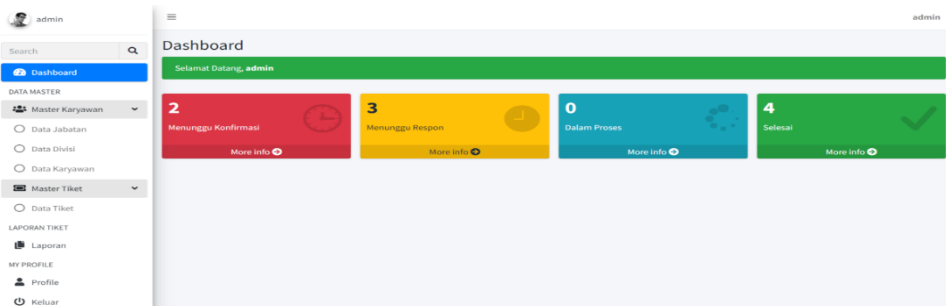 admin
Search
Dashboard
DATA MASTER
Master Karyawan
Data Jabatan
Data Divisi
Data Karyawan
Master Tiket
Data Tiket
LAPORAN TIKET
Laporan
MY PROFILE
Profile
Keluar
admin
Dashboard
Selamat Datang, admin
2
Menunggu Konfirmasi
More info
3
Menunggu Respon
More info
0
Dalam Proses
More info
4
Selesai
More info